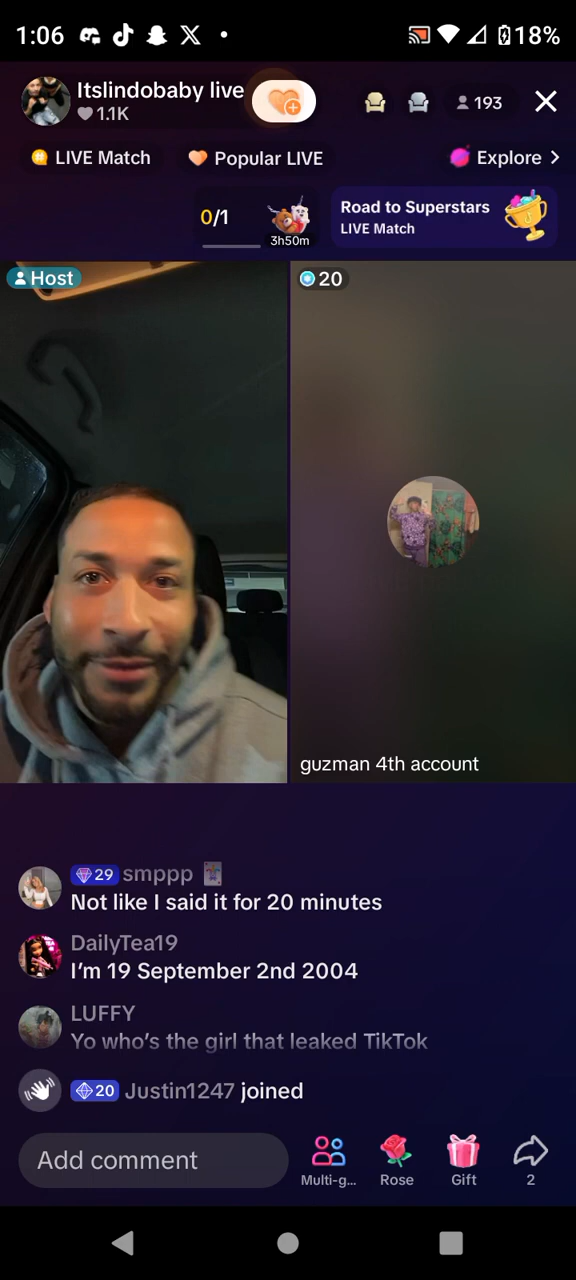 1:06
18%
Itslindobaby live
1.1K
193
LIVE Match
Popular LIVE
Explore >
0/1
3h50m
Road to Superstars
LIVE Match
Host
20
guzman 4th account
29 smppp
Not like I said it for 20 minutes
DailyTea19
I'm 19 September 2nd 2004
LUFFY
Yo who's the girl that leaked TikTok
20 Justin1247 joined
Add comment
Multi-g...
Rose
Gift
2